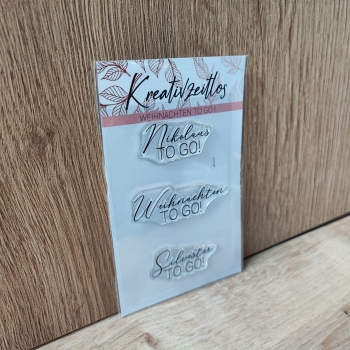 Kreativzeitlos
WEIHNACHTEN TO GO!
Nikolaus
TO GO!
Weihnachten
TO GO!
Silvester
TO GO!